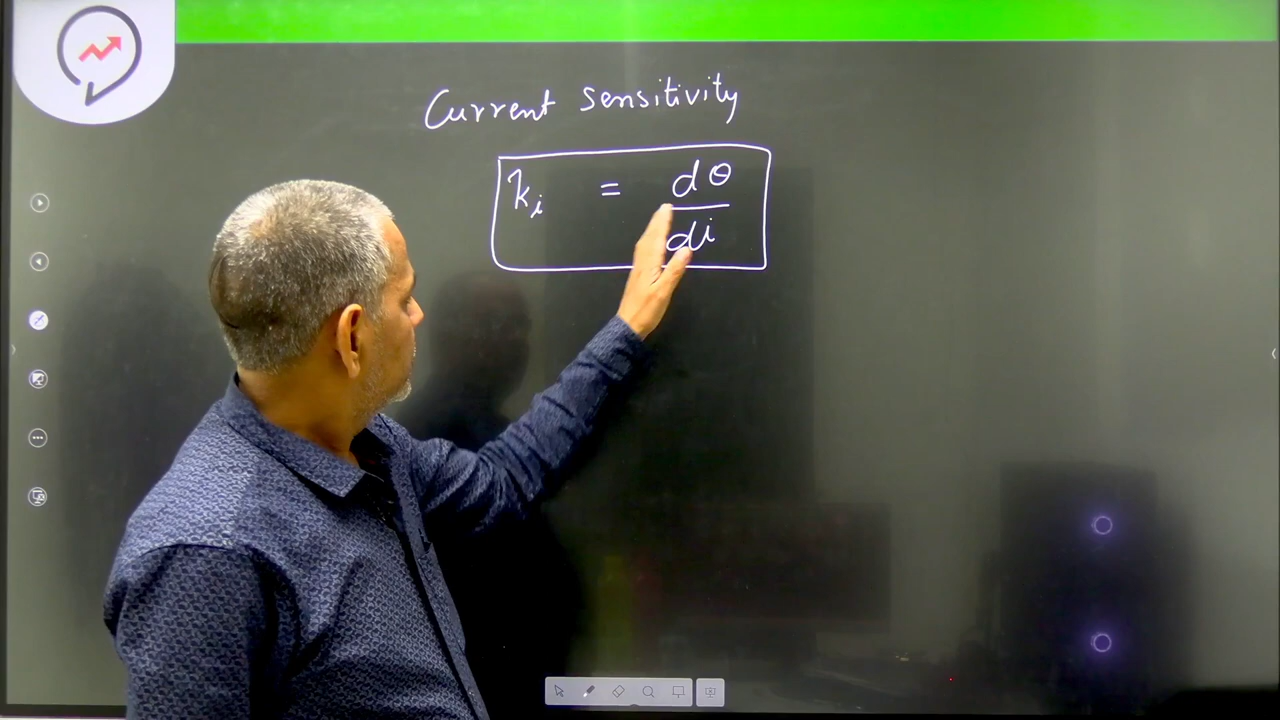 Current Sensitivity
k_i = dθ/di